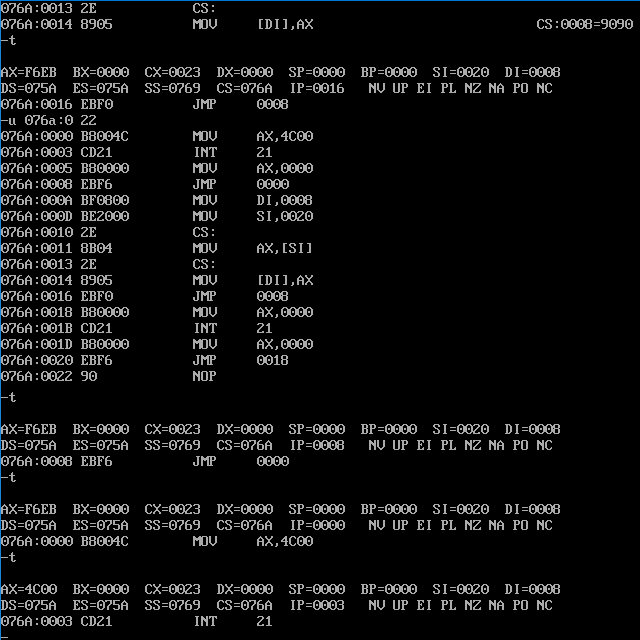 076A:0013 2E            CS:
076A:0014 8905          MOV     [DI],AX                            CS:0008=9090
-t
AX=F6EB  BX=0000  CX=0023  DX=0000  SP=0000  BP=0000  SI=0020  DI=0008
DS=075A  ES=075A  SS=0769  CS=076A  IP=0016   NV UP EI PL NZ NA PO NC
076A:0016 EBF0          JMP     0008
-u 076a:0 22
076A:0000 B8004C        MOV     AX,4C00
076A:0003 CD21          INT     21
076A:0005 B80000        MOV     AX,0000
076A:0008 EBF6          JMP     0000
076A:000A BF0800        MOV     DI,0008
076A:000D BE2000        MOV     SI,0020
076A:0010 2E            CS:
076A:0011 8B04          MOV     AX,[SI]
076A:0013 2E            CS:
076A:0014 8905          MOV     [DI],AX
076A:0016 EBF0          JMP     0008
076A:0018 B80000        MOV     AX,0000
076A:001B CD21          INT     21
076A:001D B80000        MOV     AX,0000
076A:0020 EBF6          JMP     0018
076A:0022 90            NOP
-t
AX=F6EB  BX=0000  CX=0023  DX=0000  SP=0000  BP=0000  SI=0020  DI=0008
DS=075A  ES=075A  SS=0769  CS=076A  IP=0008   NV UP EI PL NZ NA PO NC
076A:0008 EBF6          JMP     0000
-t
AX=F6EB  BX=0000  CX=0023  DX=0000  SP=0000  BP=0000  SI=0020  DI=0008
DS=075A  ES=075A  SS=0769  CS=076A  IP=0000   NV UP EI PL NZ NA PO NC
076A:0000 B8004C        MOV     AX,4C00
-t
AX=4C00  BX=0000  CX=0023  DX=0000  SP=0000  BP=0000  SI=0020  DI=0008
DS=075A  ES=075A  SS=0769  CS=076A  IP=0003   NV UP EI PL NZ NA PO NC
076A:0003 CD21          INT     21